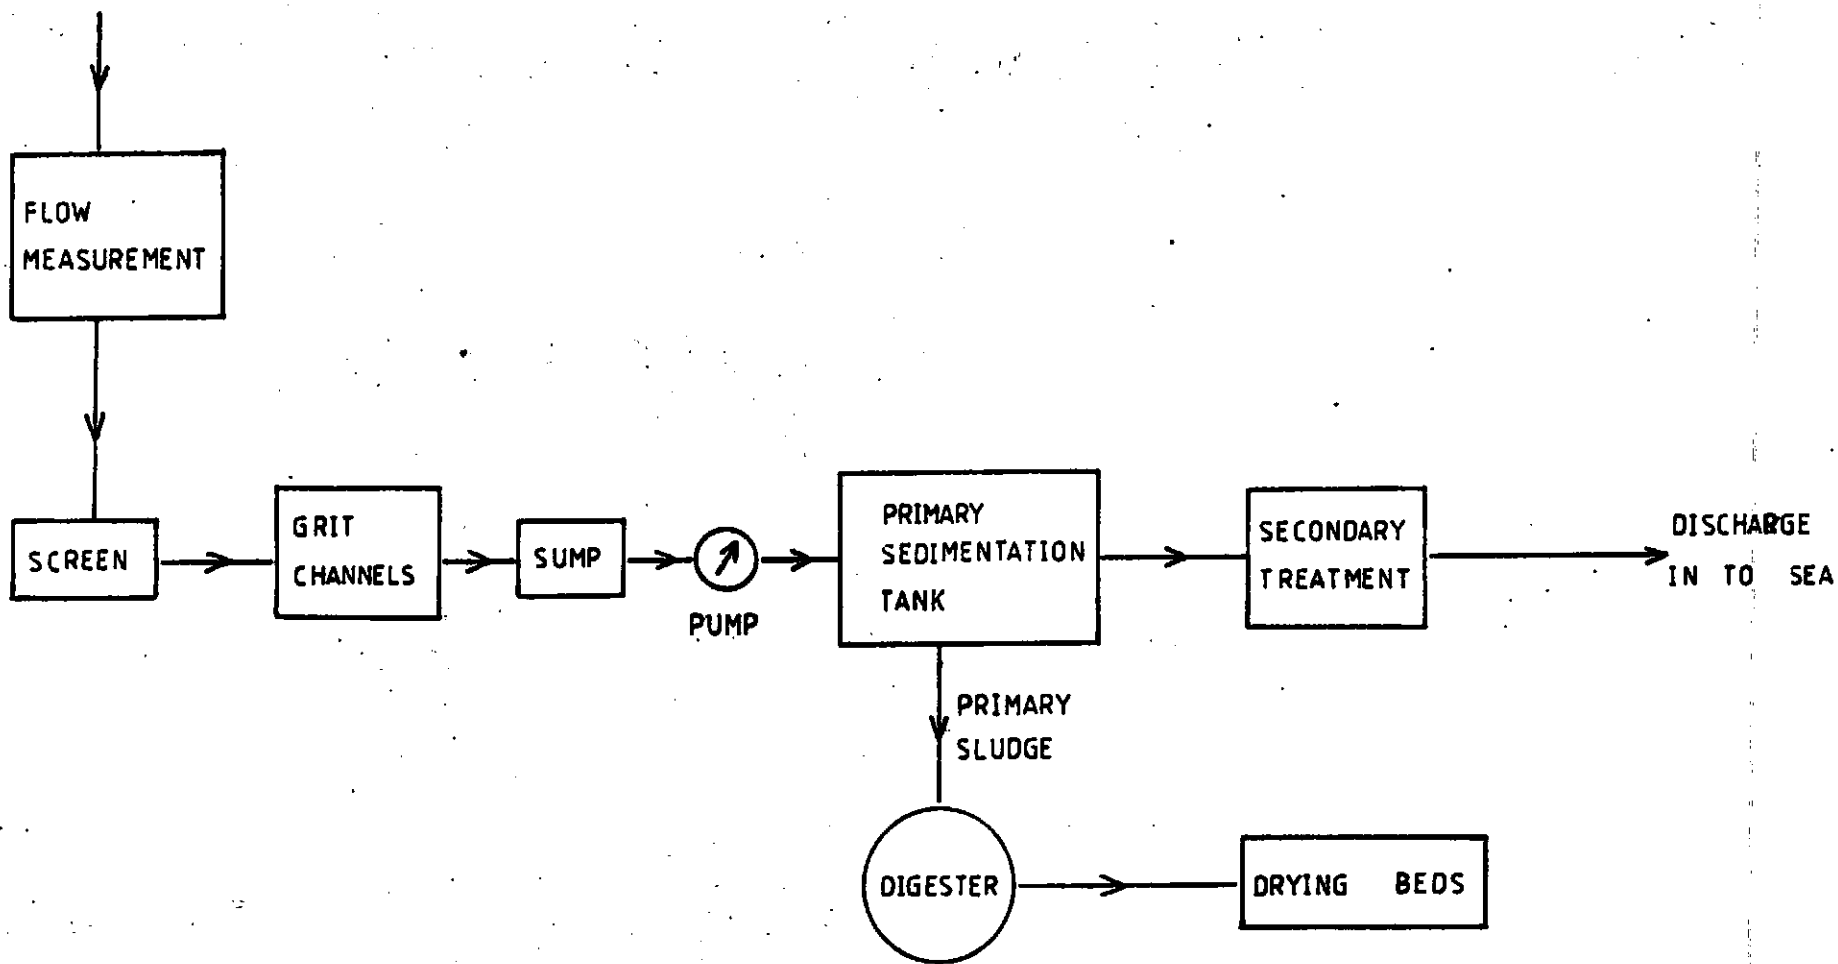 FLOW
MEASUREMENT
SCREEN
GRIT
CHANNELS
SUMP
PUMP
PRIMARY
SEDIMENTATION
TANK
SECONDARY
TREATMENT
DISCHARGE
IN TO SEA
PRIMARY
SLUDGE
DIGESTER
DRYING BEDS